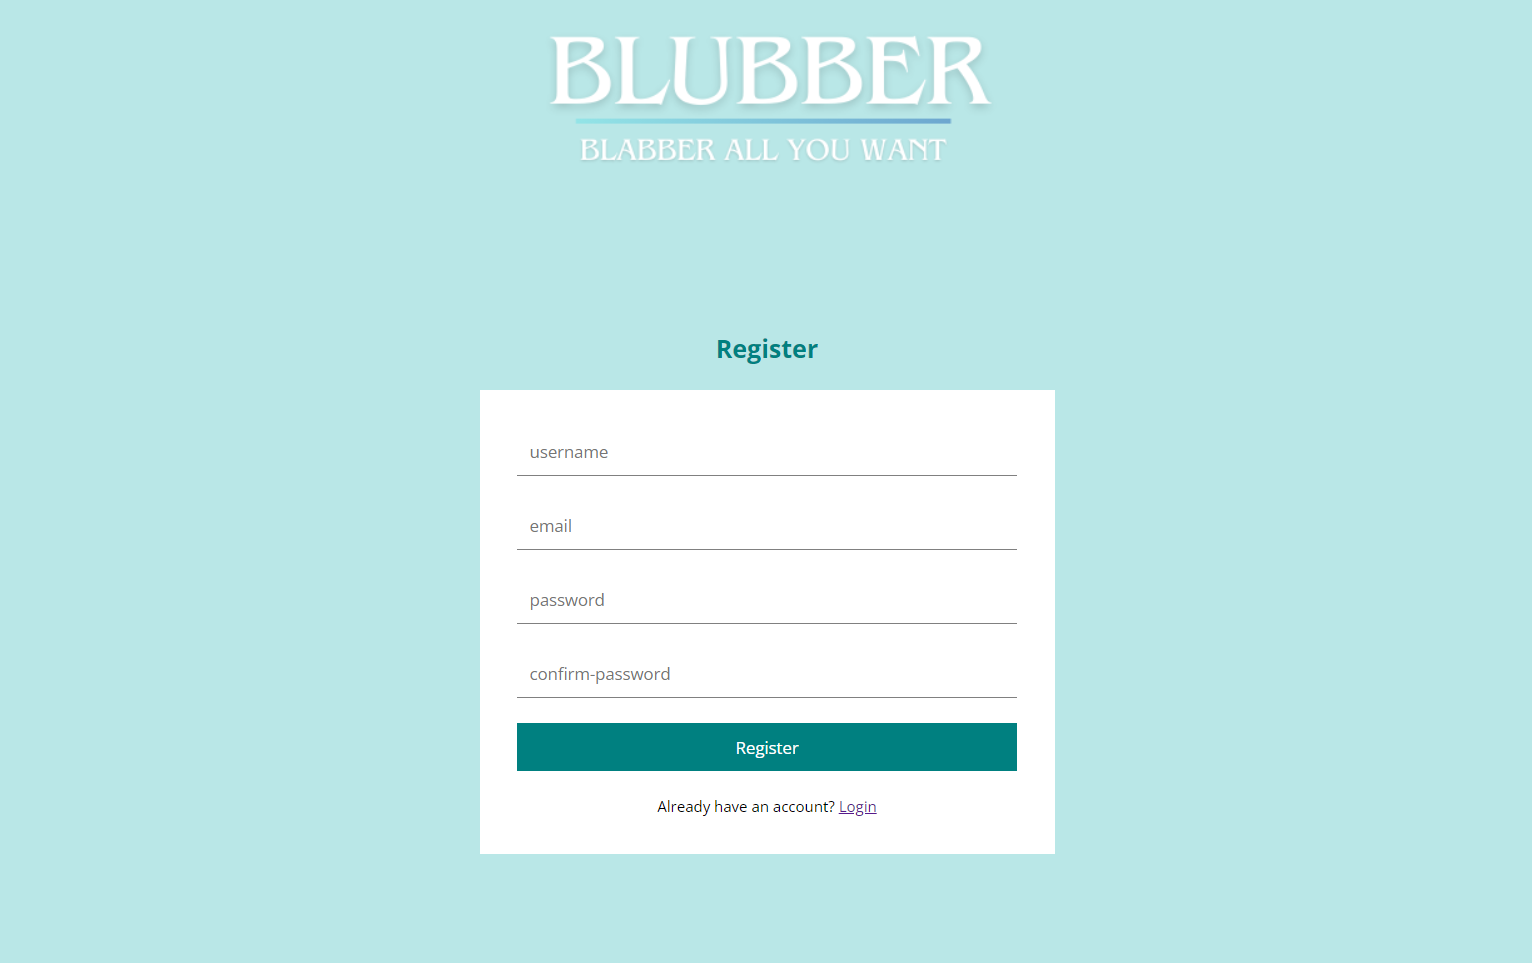 BLUBBER
BLABBER ALL YOU WANT
Register
username
email
password
confirm-password
Register
Already have an account? Login